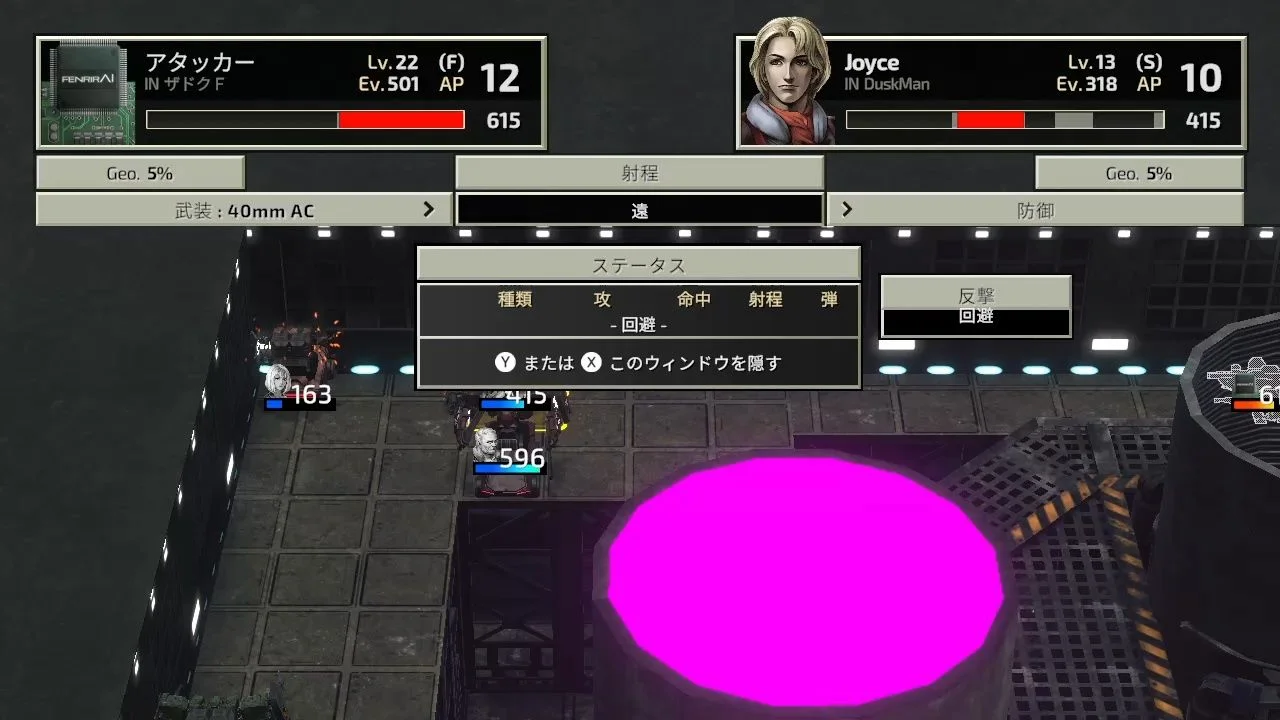 FENRIR AI
アタッカー
IN ザドク F
Lv.22 (F)
Ev.501 AP 12
615
Joyce
IN DuskMan
Lv.13 (S)
Ev.318 AP 10
415
Geo. 5%
射程
Geo. 5%
武装 : 40mm AC
遠
防御
ステータス
種類 攻 命中 射程 弾
- 回避 -
Y または X このウィンドウを隠す
反撃
回避
163
415
596
6